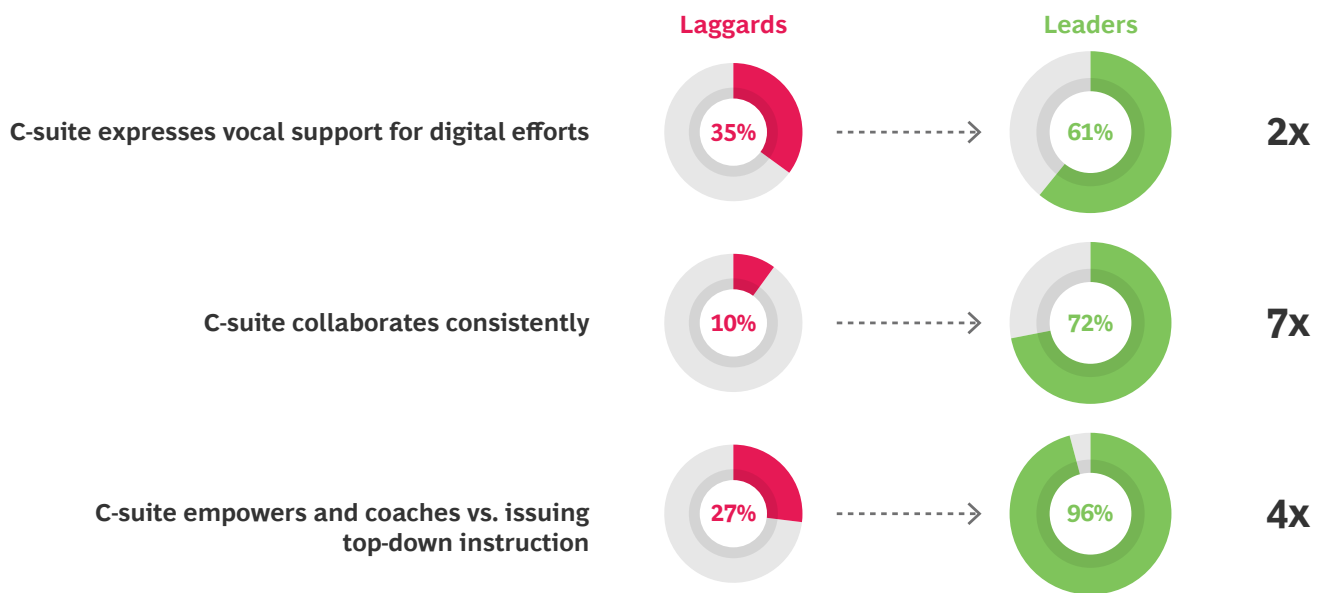 Laggards Leaders
C-suite expresses vocal support for digital efforts 35% 61% 2x
C-suite collaborates consistently 10% 72% 7x
C-suite empowers and coaches vs. issuing
top-down instruction 27% 96% 4x